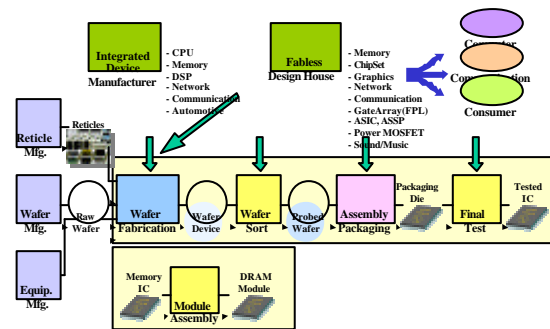 Integrated
Device
Manufacturer
- CPU
- Memory
- DSP
- Network
- Communication
- Automotive
Fabless
Design House
- Memory
- ChipSet
- Graphics
- Network
- Communication
- GateArray(FPL)
- ASIC, ASSP
- Power MOSFET
- Sound/Music
Computer
Communication
Consumer
Reticle
Mfg.
Reticles
Wafer
Mfg.
Raw
Wafer
Wafer
Fabrication
Wafer
Device
Wafer
Sort
Probed
Wafer
Assembly
Packaging
Packaging
Die
Final
Test
Tested
IC
Equip.
Mfg.
Memory
IC
Module
Assembly
DRAM
Module